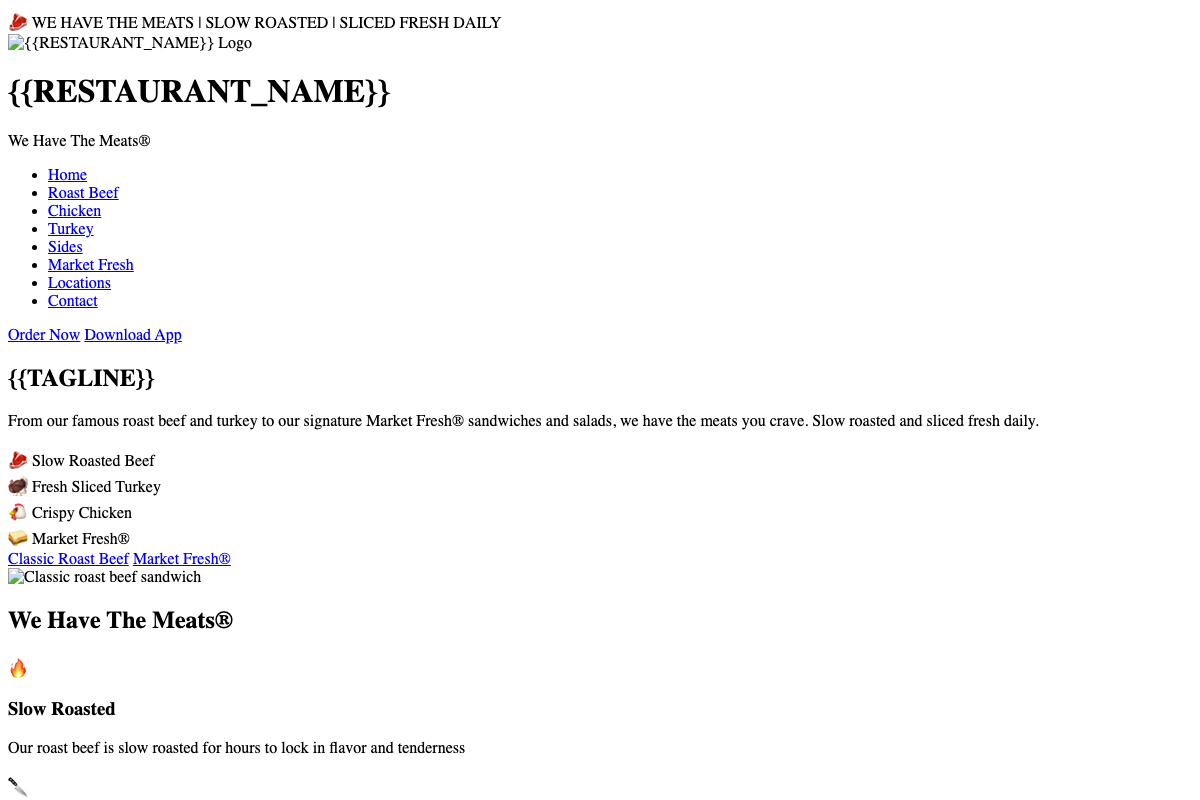 🥩 WE HAVE THE MEATS | SLOW ROASTED | SLICED FRESH DAILY
{{RESTAURANT_NAME}} Logo
{{RESTAURANT_NAME}}
We Have The Meats®
Home
Roast Beef
Chicken
Turkey
Sides
Market Fresh
Locations
Contact
Order Now Download App
{{TAGLINE}}
From our famous roast beef and turkey to our signature Market Fresh® sandwiches and salads, we have the meats you crave. Slow roasted and sliced fresh daily.
🥩 Slow Roasted Beef
🦃 Fresh Sliced Turkey
🐔 Crispy Chicken
🥪 Market Fresh®
Classic Roast Beef Market Fresh®
Classic roast beef sandwich
We Have The Meats®
🔥
Slow Roasted
Our roast beef is slow roasted for hours to lock in flavor and tenderness
🔪